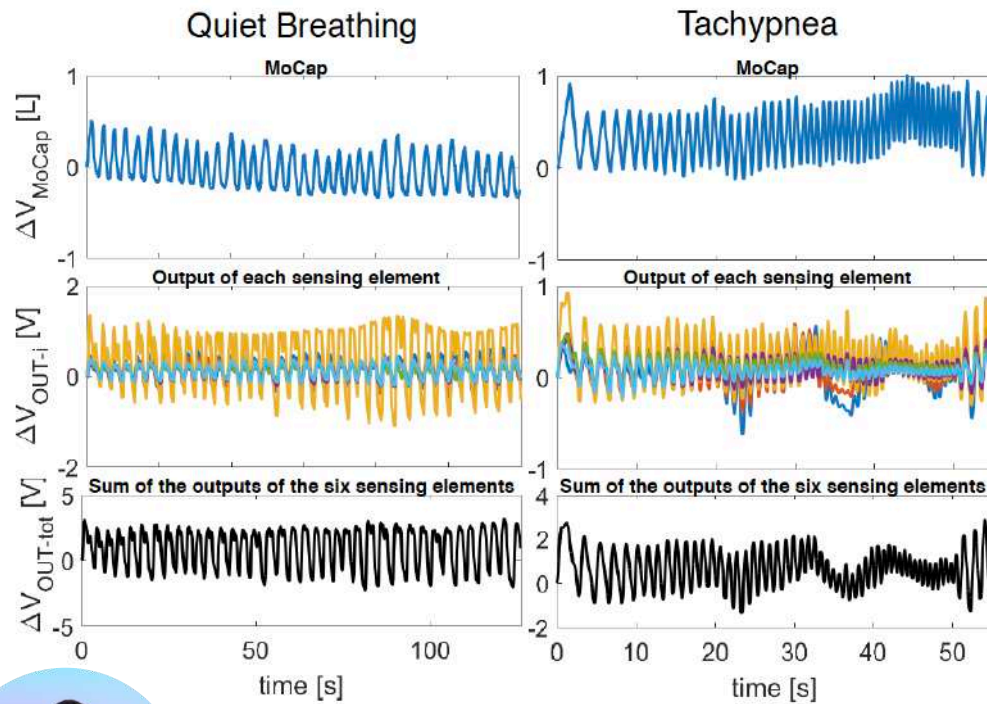 Quiet Breathing
Tachypnea
MoCap
MoCap
ΔV_MoCap [L]
1
0
-1
1
0
-1
Output of each sensing element
Output of each sensing element
ΔV_OUT-i [V]
2
0
-2
1
0
-1
Sum of the outputs of the six sensing elements
Sum of the outputs of the six sensing elements
ΔV_OUT-tot [V]
5
0
-5
4
2
0
-2
0 50 100
0 10 20 30 40 50
time [s]
time [s]